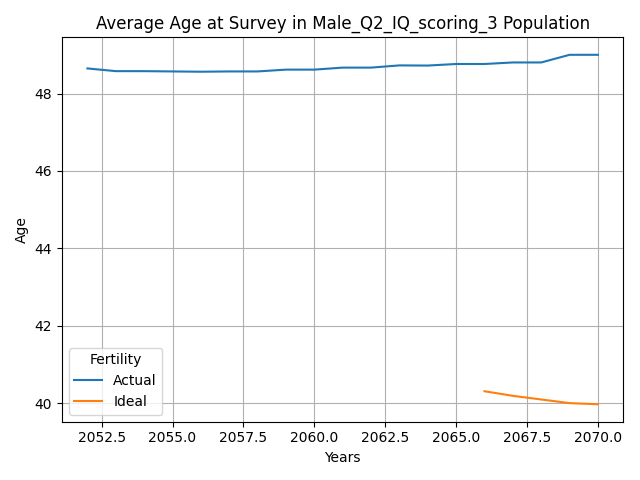 Average Age at Survey in Male_Q2_IQ_scoring_3 Population
Age
48
46
44
42
40
Fertility
Actual
Ideal
2052.5 2055.0 2057.5 2060.0 2062.5 2065.0 2067.5 2070.0
Years